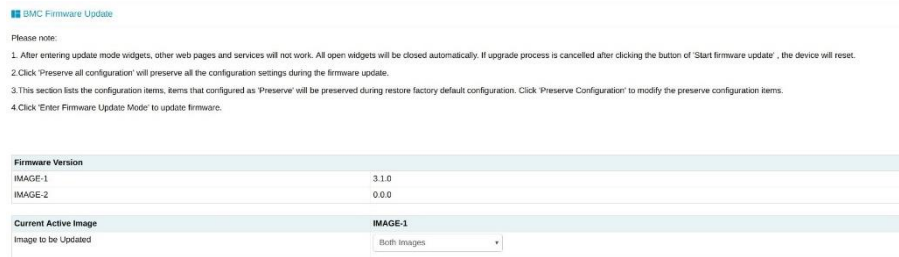 BMC Firmware Update
Please note:
1. After entering update mode widgets, other web pages and services will not work. All open widgets will be closed automatically. If upgrade process is cancelled after clicking the button of 'Start firmware update' , the device will reset.
2.Click 'Preserve all configuration' will preserve all the configuration settings during the firmware update.
3.This section lists the configuration items, items that configured as 'Preserve' will be preserved during restore factory default configuration. Click 'Preserve Configuration' to modify the preserve configuration items.
4.Click 'Enter Firmware Update Mode' to update firmware.
Firmware Version
IMAGE-1 3.1.0
IMAGE-2 0.0.0
Current Active Image IMAGE-1
Image to be Updated Both Images